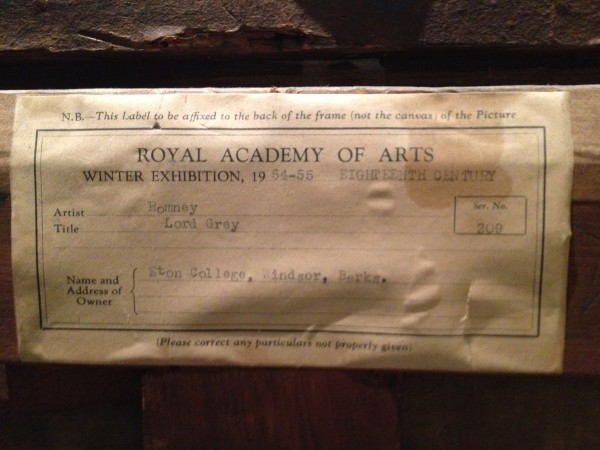 N.B.—This Label to be affixed to the back of the frame (not the canvas) of the Picture
ROYAL ACADEMY OF ARTS
WINTER EXHIBITION, 19 54-55 EIGHTEENTH CENTURY
Artist Romney
Ser. No.
Title Lord Grey
209
Name and
Address of
Owner
Eton College, Windsor, Berks.
(Please correct any particulars not properly given)